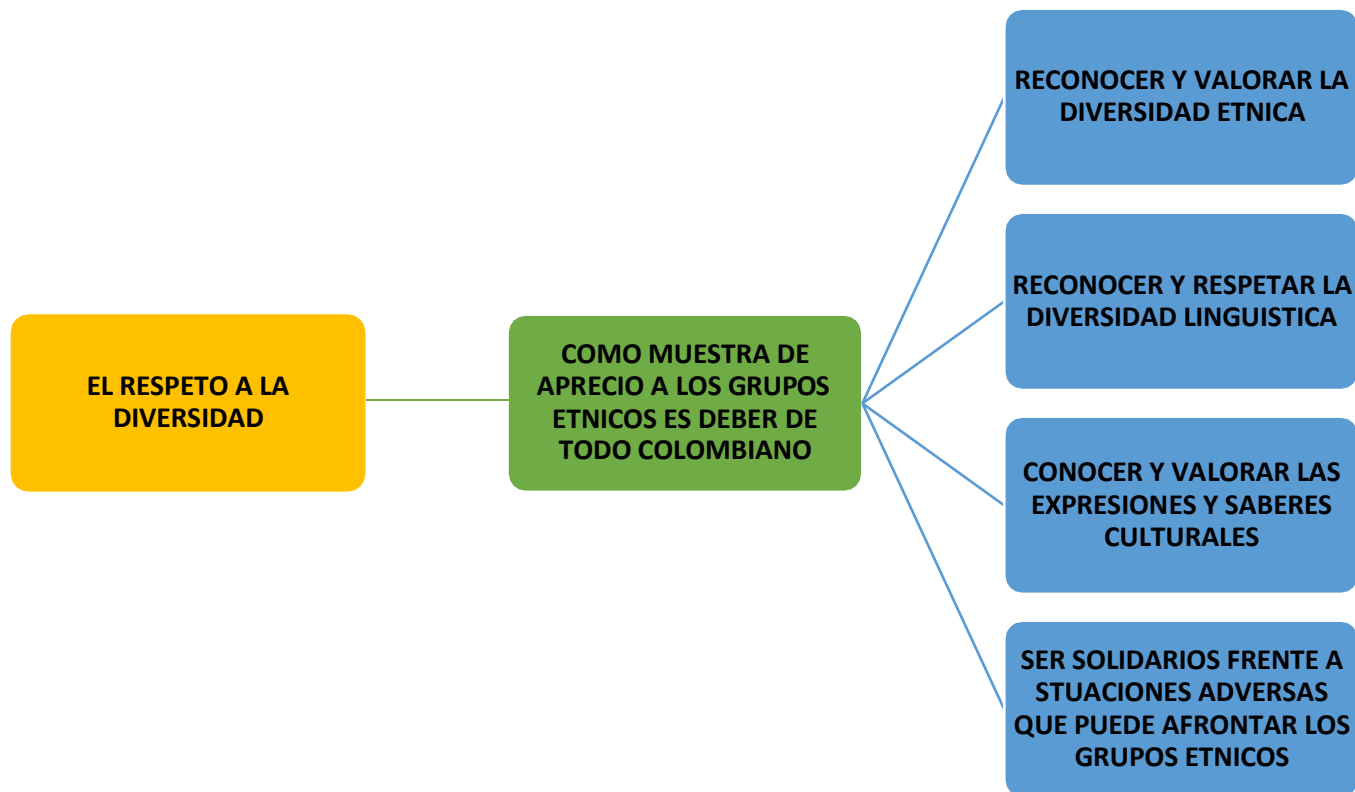 EL RESPETO A LA
DIVERSIDAD
COMO MUESTRA DE
APRECIO A LOS GRUPOS
ETNICOS ES DEBER DE
TODO COLOMBIANO
RECONOCER Y VALORAR LA
DIVERSIDAD ETNICA
RECONOCER Y RESPETAR LA
DIVERSIDAD LINGUISTICA
CONOCER Y VALORAR LAS
EXPRESIONES Y SABERES
CULTURALES
SER SOLIDARIOS FRENTE A
STUACIONES ADVERSAS
QUE PUEDE AFRONTAR LOS
GRUPOS ETNICOS